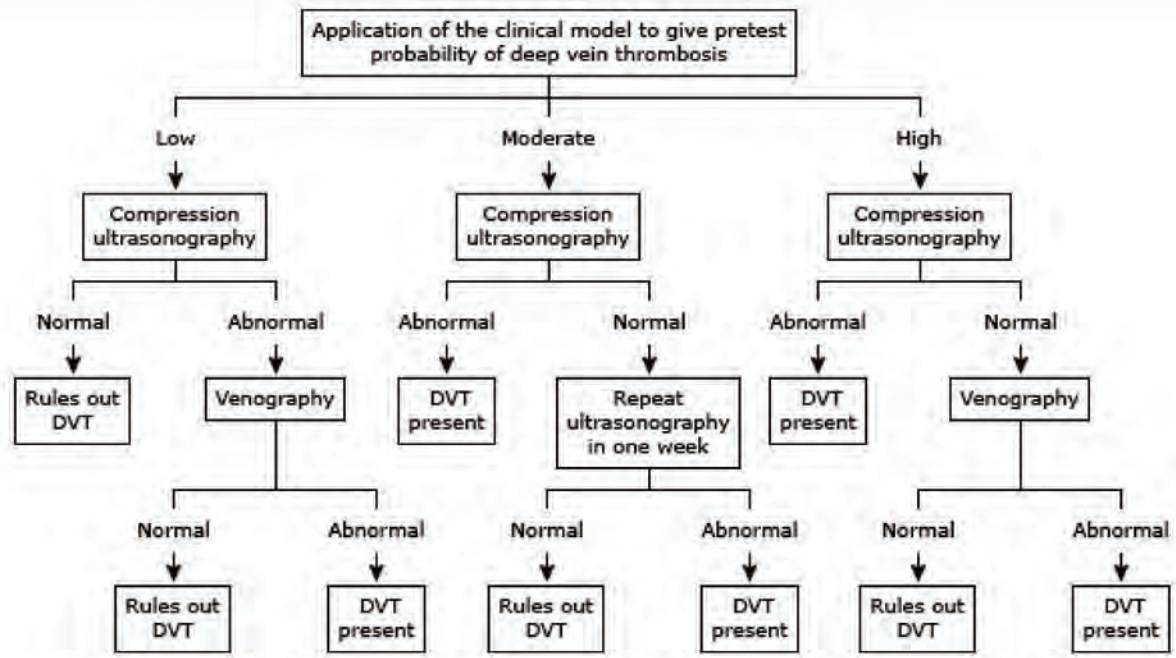 Application of the clinical model to give pretest
probability of deep vein thrombosis
Low
Moderate
High
Compression
ultrasonography
Compression
ultrasonography
Compression
ultrasonography
Normal
Abnormal
Abnormal
Normal
Abnormal
Normal
Rules out
DVT
Venography
DVT
present
Repeat
ultrasonography
in one week
DVT
present
Venography
Normal
Abnormal
Normal
Abnormal
Normal
Abnormal
Rules out
DVT
DVT
present
Rules out
DVT
DVT
present
Rules out
DVT
DVT
present